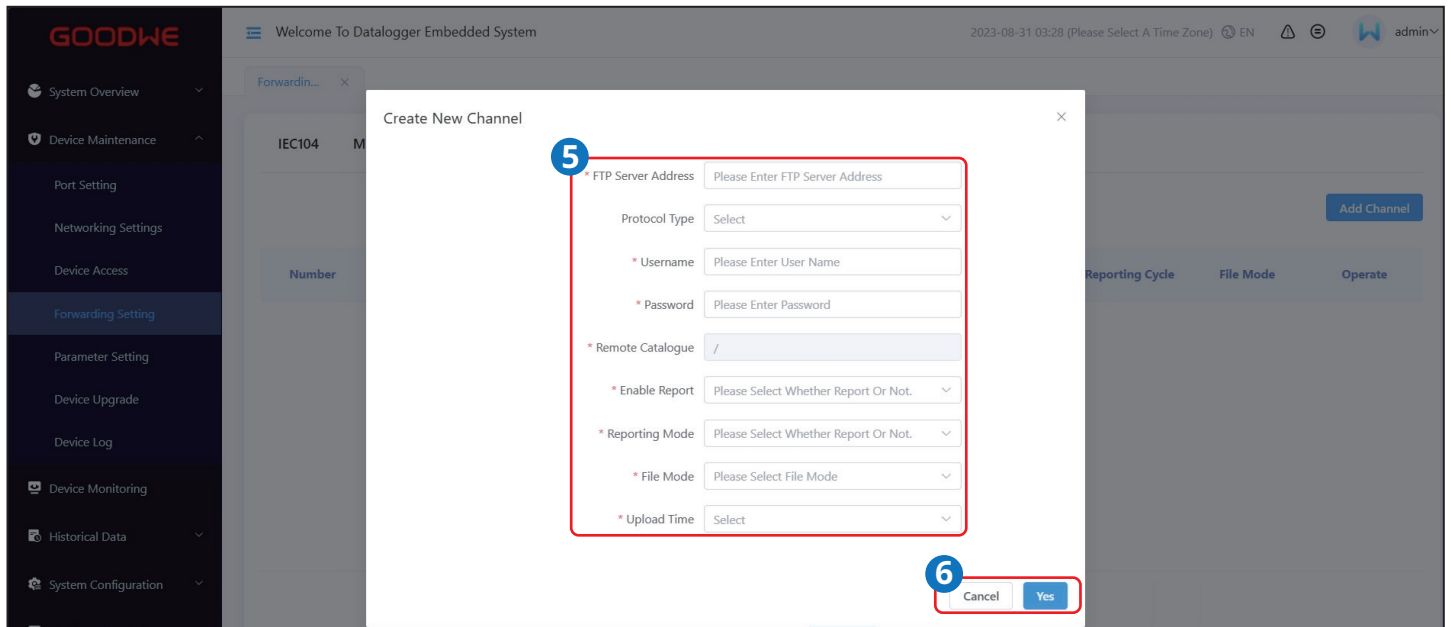 GOODWE
Welcome To Datalogger Embedded System
2023-08-31 03:28 (Please Select A Time Zone)
EN
admin
System Overview
Device Maintenance
Port Setting
Networking Settings
Device Access
Forwarding Setting
Parameter Setting
Device Upgrade
Device Log
Device Monitoring
Historical Data
System Configuration
Forwardin...
IEC104 M
Add Channel
Number
Reporting Cycle
File Mode
Operate
Create New Channel
5
* FTP Server Address Please Enter FTP Server Address
Protocol Type Select
* Username Please Enter User Name
* Password Please Enter Password
* Remote Catalogue /
* Enable Report Please Select Whether Report Or Not.
* Reporting Mode Please Select Whether Report Or Not.
* File Mode Please Select File Mode
* Upload Time Select
6
Cancel Yes